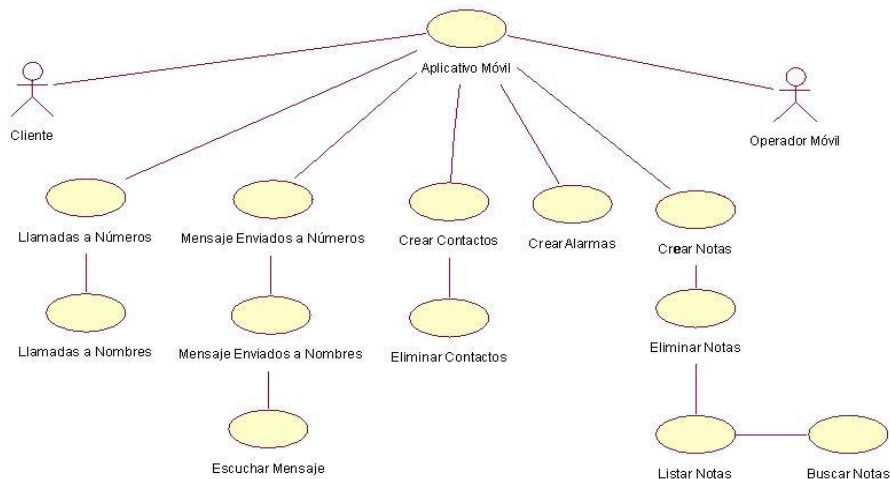 Aplicativo Móvil
Cliente
Operador Móvil
Llamadas a Números
Mensaje Enviados a Números
Crear Contactos
Crear Alarmas
Crear Notas
Llamadas a Nombres
Mensaje Enviados a Nombres
Eliminar Contactos
Eliminar Notas
Escuchar Mensaje
Listar Notas
Buscar Notas